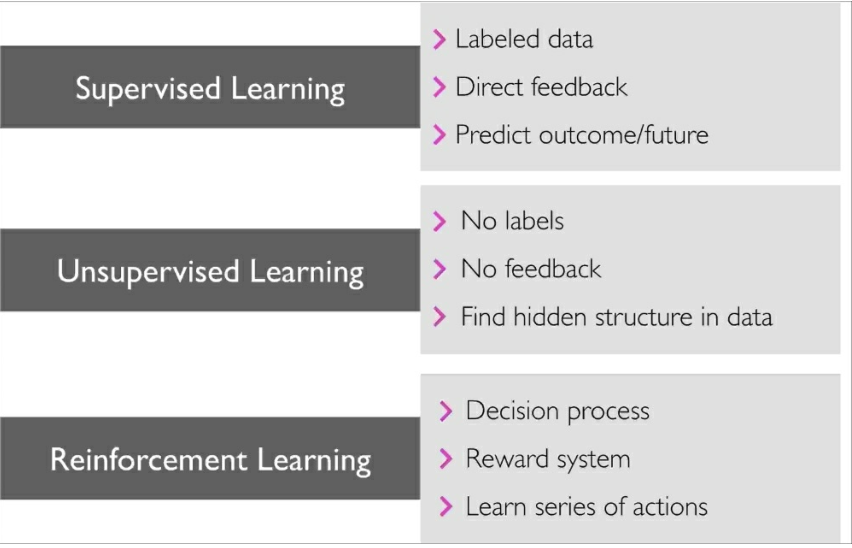 Supervised Learning
Labeled data
Direct feedback
Predict outcome/future
Unsupervised Learning
No labels
No feedback
Find hidden structure in data
Reinforcement Learning
Decision process
Reward system
Learn series of actions